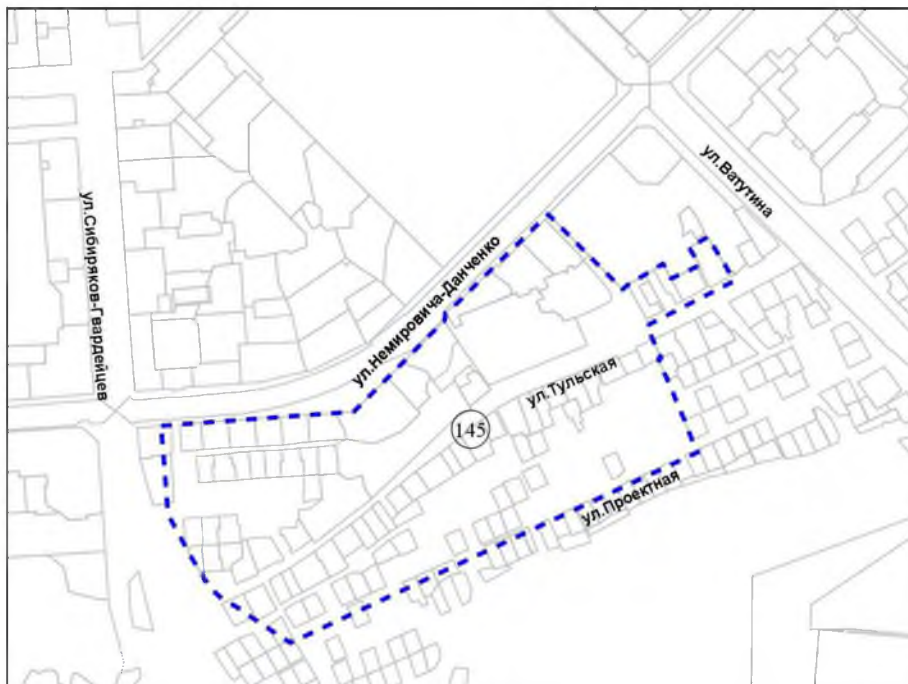 ул.Ватутина
ул.Сибиряков-Гвардейцев
ул.Немировича-Данченко
ул.Тульская
145
ул.Проектная